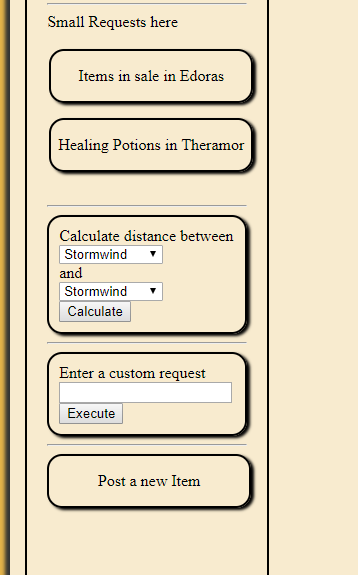 Small Requests here
Items in sale in Edoras
Healing Potions in Theramor
Calculate distance between
Stormwind
and
Stormwind
Calculate
Enter a custom request
Execute
Post a new Item